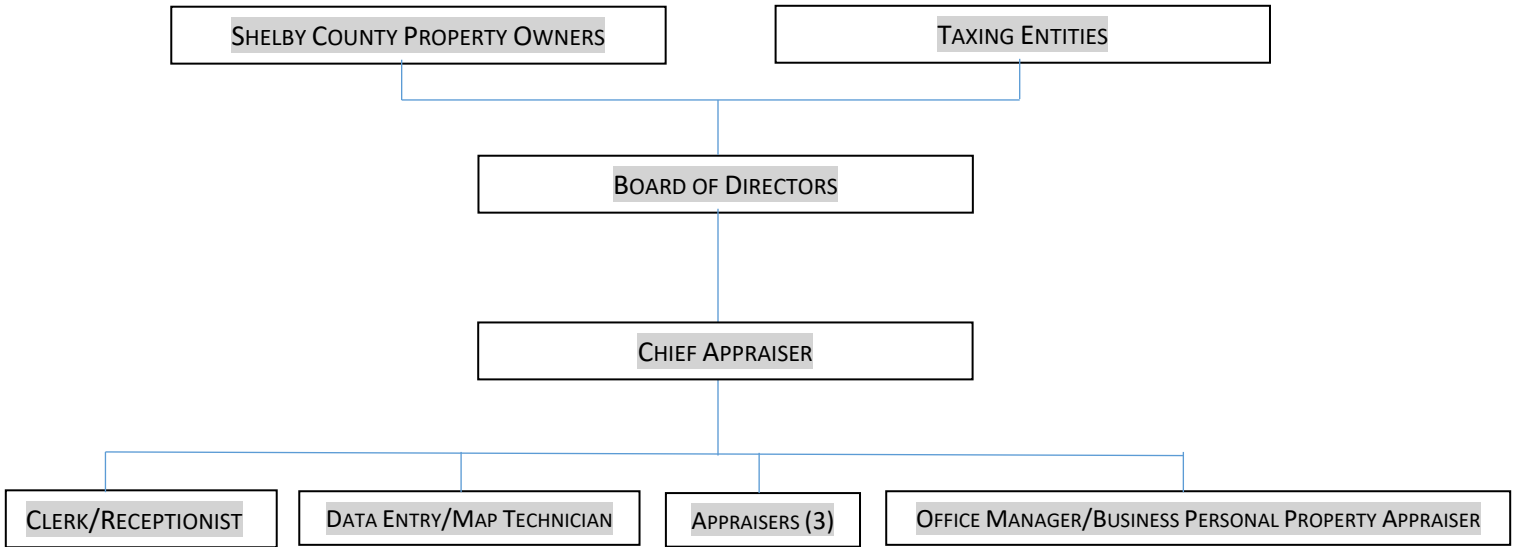 SHELBY COUNTY PROPERTY OWNERS
TAXING ENTITIES
BOARD OF DIRECTORS
CHIEF APPRAISER
CLERK/RECEPTIONIST
DATA ENTRY/MAP TECHNICIAN
APPRAISERS (3)
OFFICE MANAGER/BUSINESS PERSONAL PROPERTY APPRAISER